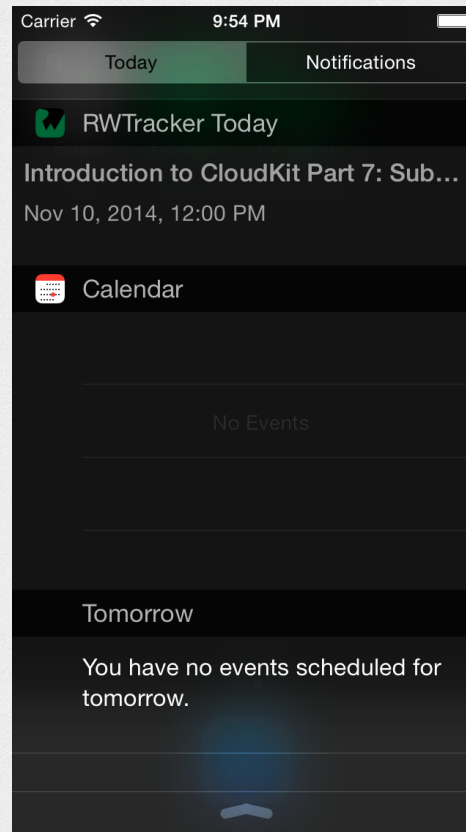 Carrier 9:54 PM
Today Notifications
RWTracker Today
Introduction to CloudKit Part 7: Sub...
Nov 10, 2014, 12:00 PM
Calendar
No Events
Tomorrow
You have no events scheduled for
tomorrow.